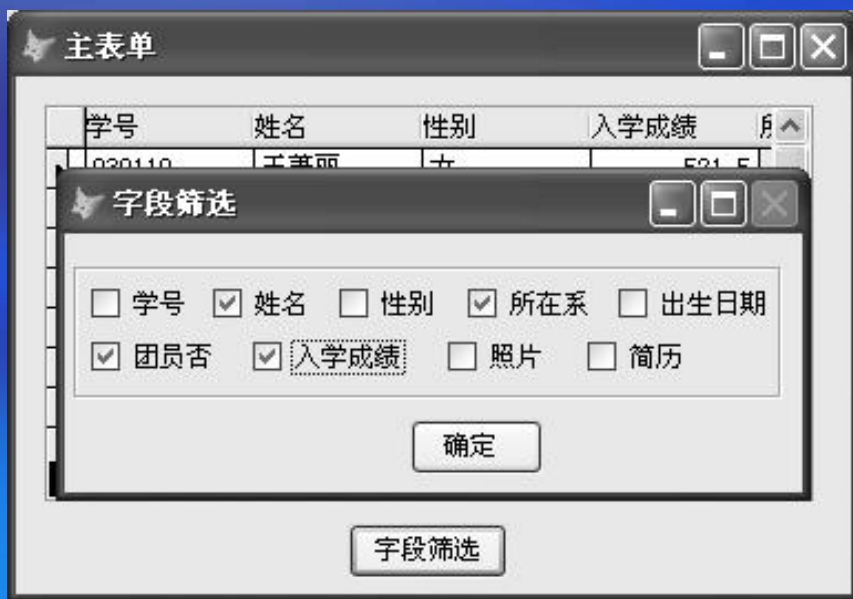 主表单
学号 姓名 性别 入学成绩
字段筛选
学号 姓名 性别 所在系 出生日期
团员否 入学成绩 照片 简历
确定
字段筛选